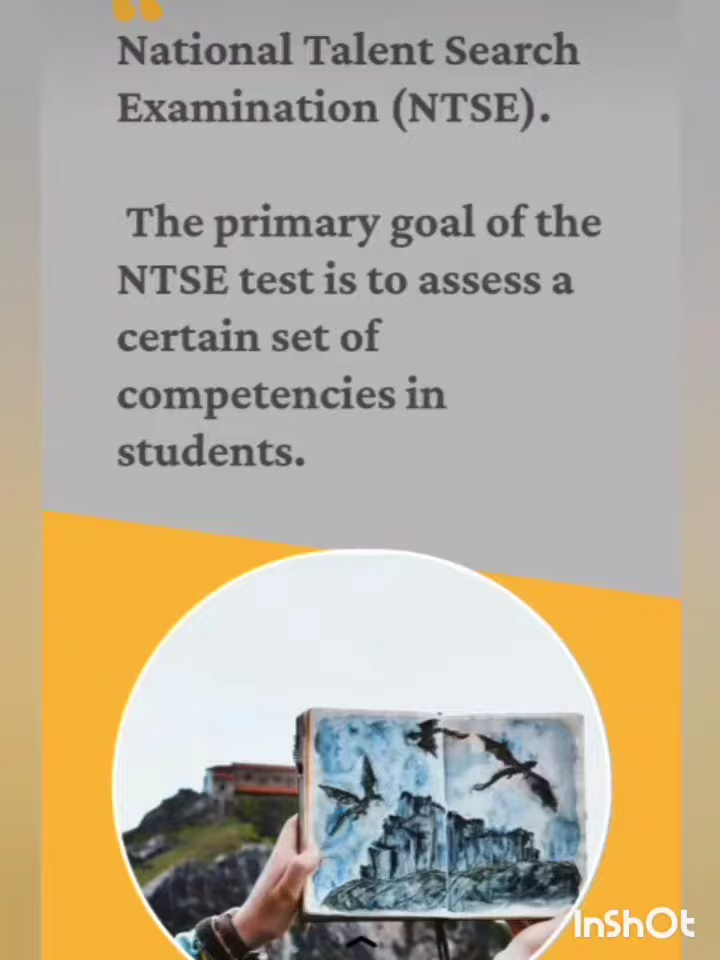 “
National Talent Search
Examination (NTSE).
The primary goal of the
NTSE test is to assess a
certain set of
competencies in
students.
InShOt